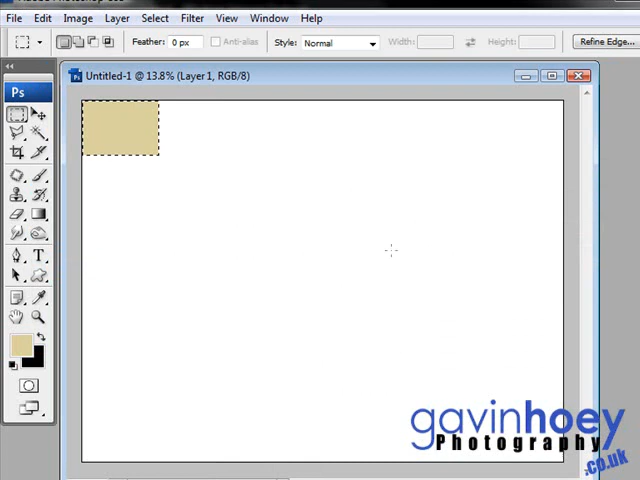 File Edit Image Layer Select Filter View Window Help
Feather: 0 px Anti-alias Style: Normal Width: Height: Refine Edge...
Ps
Ps Untitled-1 @ 13.8% (Layer 1, RGB/8)
T
gavinhoey
Photography
.co.uk